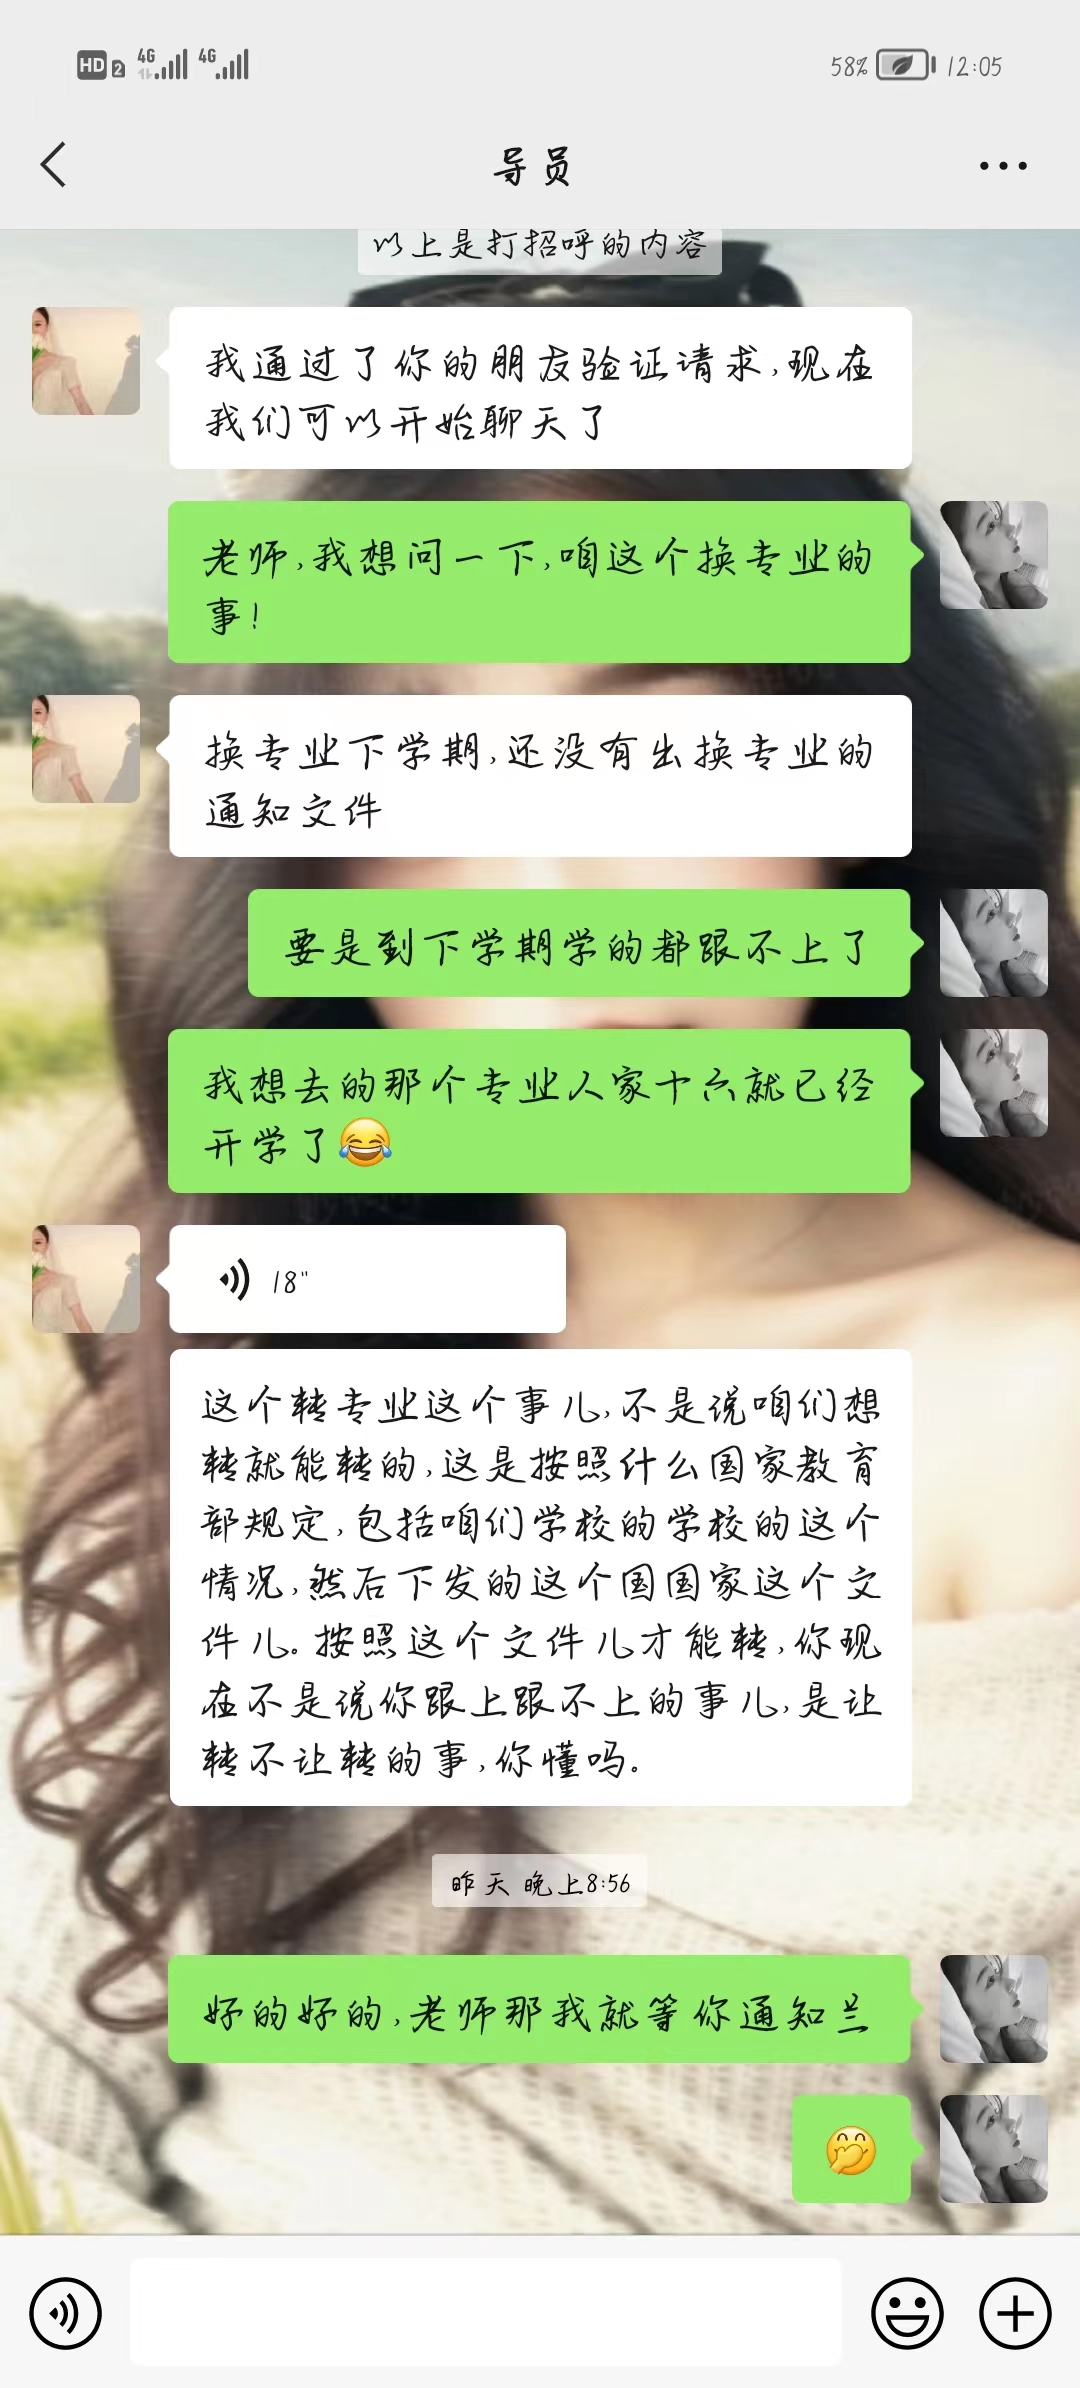 HD 2 4G 4G 58% 12:05
导员
以上是打招呼的内容
我通过了你的朋友验证请求,现在
我们可以开始聊天了
老师,我想问一下,咱这个换专业的
事!
换专业下学期,还没有出换专业的
通知文件
要是到下学期学的都跟不上了
我想去的那个专业人家十六就已经
开学了😂
18"
这个转专业这个事儿,不是说咱们想
转就能转的,这是按照什么国家教育
部规定,包括咱们学校的学校的这个
情况,然后下发的这个国国家这个文
件儿。按照这个文件儿才能转,你现
在不是说你跟上跟不上的事儿,是让
转不让转的事,你懂吗。
昨天 晚上8:56
好的好的,老师那我就等你通知兰
🤭